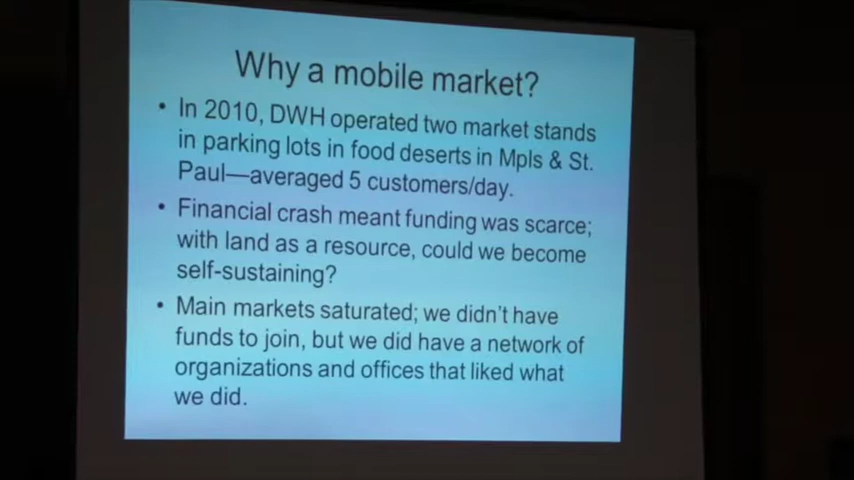 Why a mobile market?
• In 2010, DWH operated two market stands
in parking lots in food deserts in Mpls & St.
Paul—averaged 5 customers/day.
• Financial crash meant funding was scarce;
with land as a resource, could we become
self-sustaining?
• Main markets saturated; we didn't have
funds to join, but we did have a network of
organizations and offices that liked what
we did.